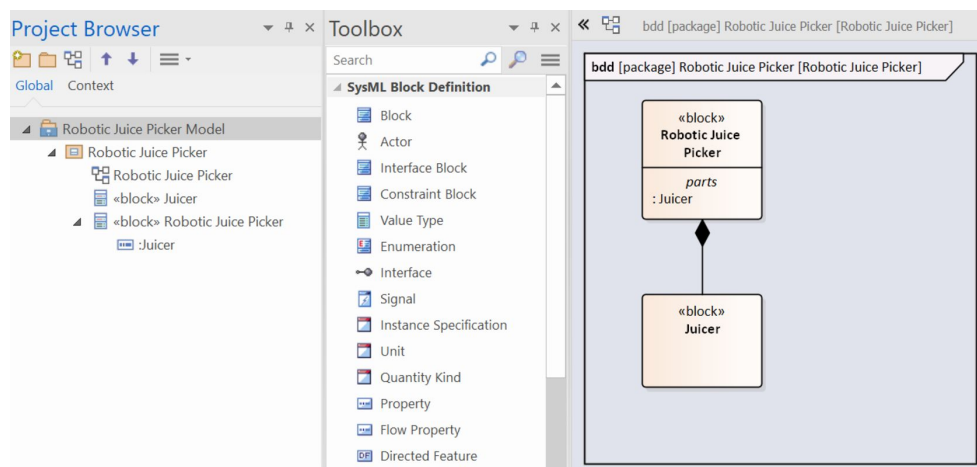 Project Browser
Global Context
Robotic Juice Picker Model
Robotic Juice Picker
Robotic Juice Picker
«block» Juicer
«block» Robotic Juice Picker
:Juicer
Toolbox
Search
SysML Block Definition
Block
Actor
Interface Block
Constraint Block
Value Type
Enumeration
Interface
Signal
Instance Specification
Unit
Quantity Kind
Property
Flow Property
DF Directed Feature
bdd [package] Robotic Juice Picker [Robotic Juice Picker]
bdd [package] Robotic Juice Picker [Robotic Juice Picker]
«block»
Robotic Juice
Picker
parts
: Juicer
«block»
Juicer